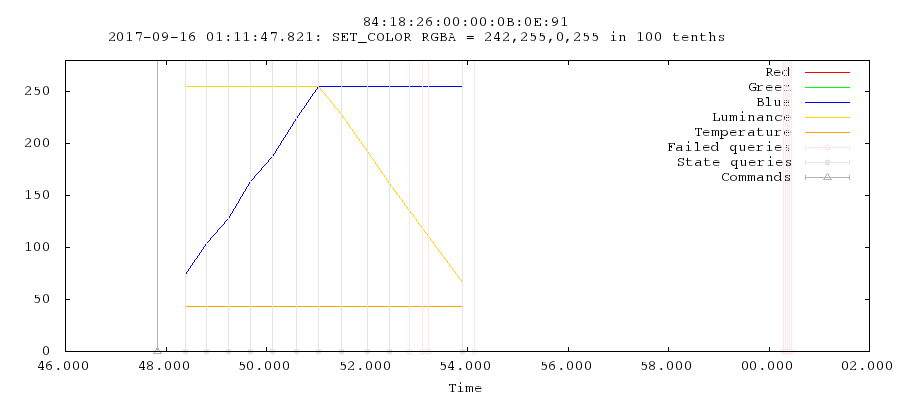 84:18:26:00:00:0B:0E:91
2017-09-16 01:11:47.821: SET_COLOR RGBA = 242,255,0,255 in 100 tenths
Red
Green
Blue
Luminance
Temperature
Failed queries
State queries
Commands
250
200
150
100
50
0
46.000 48.000 50.000 52.000 54.000 56.000 58.000 00.000 02.000
Time